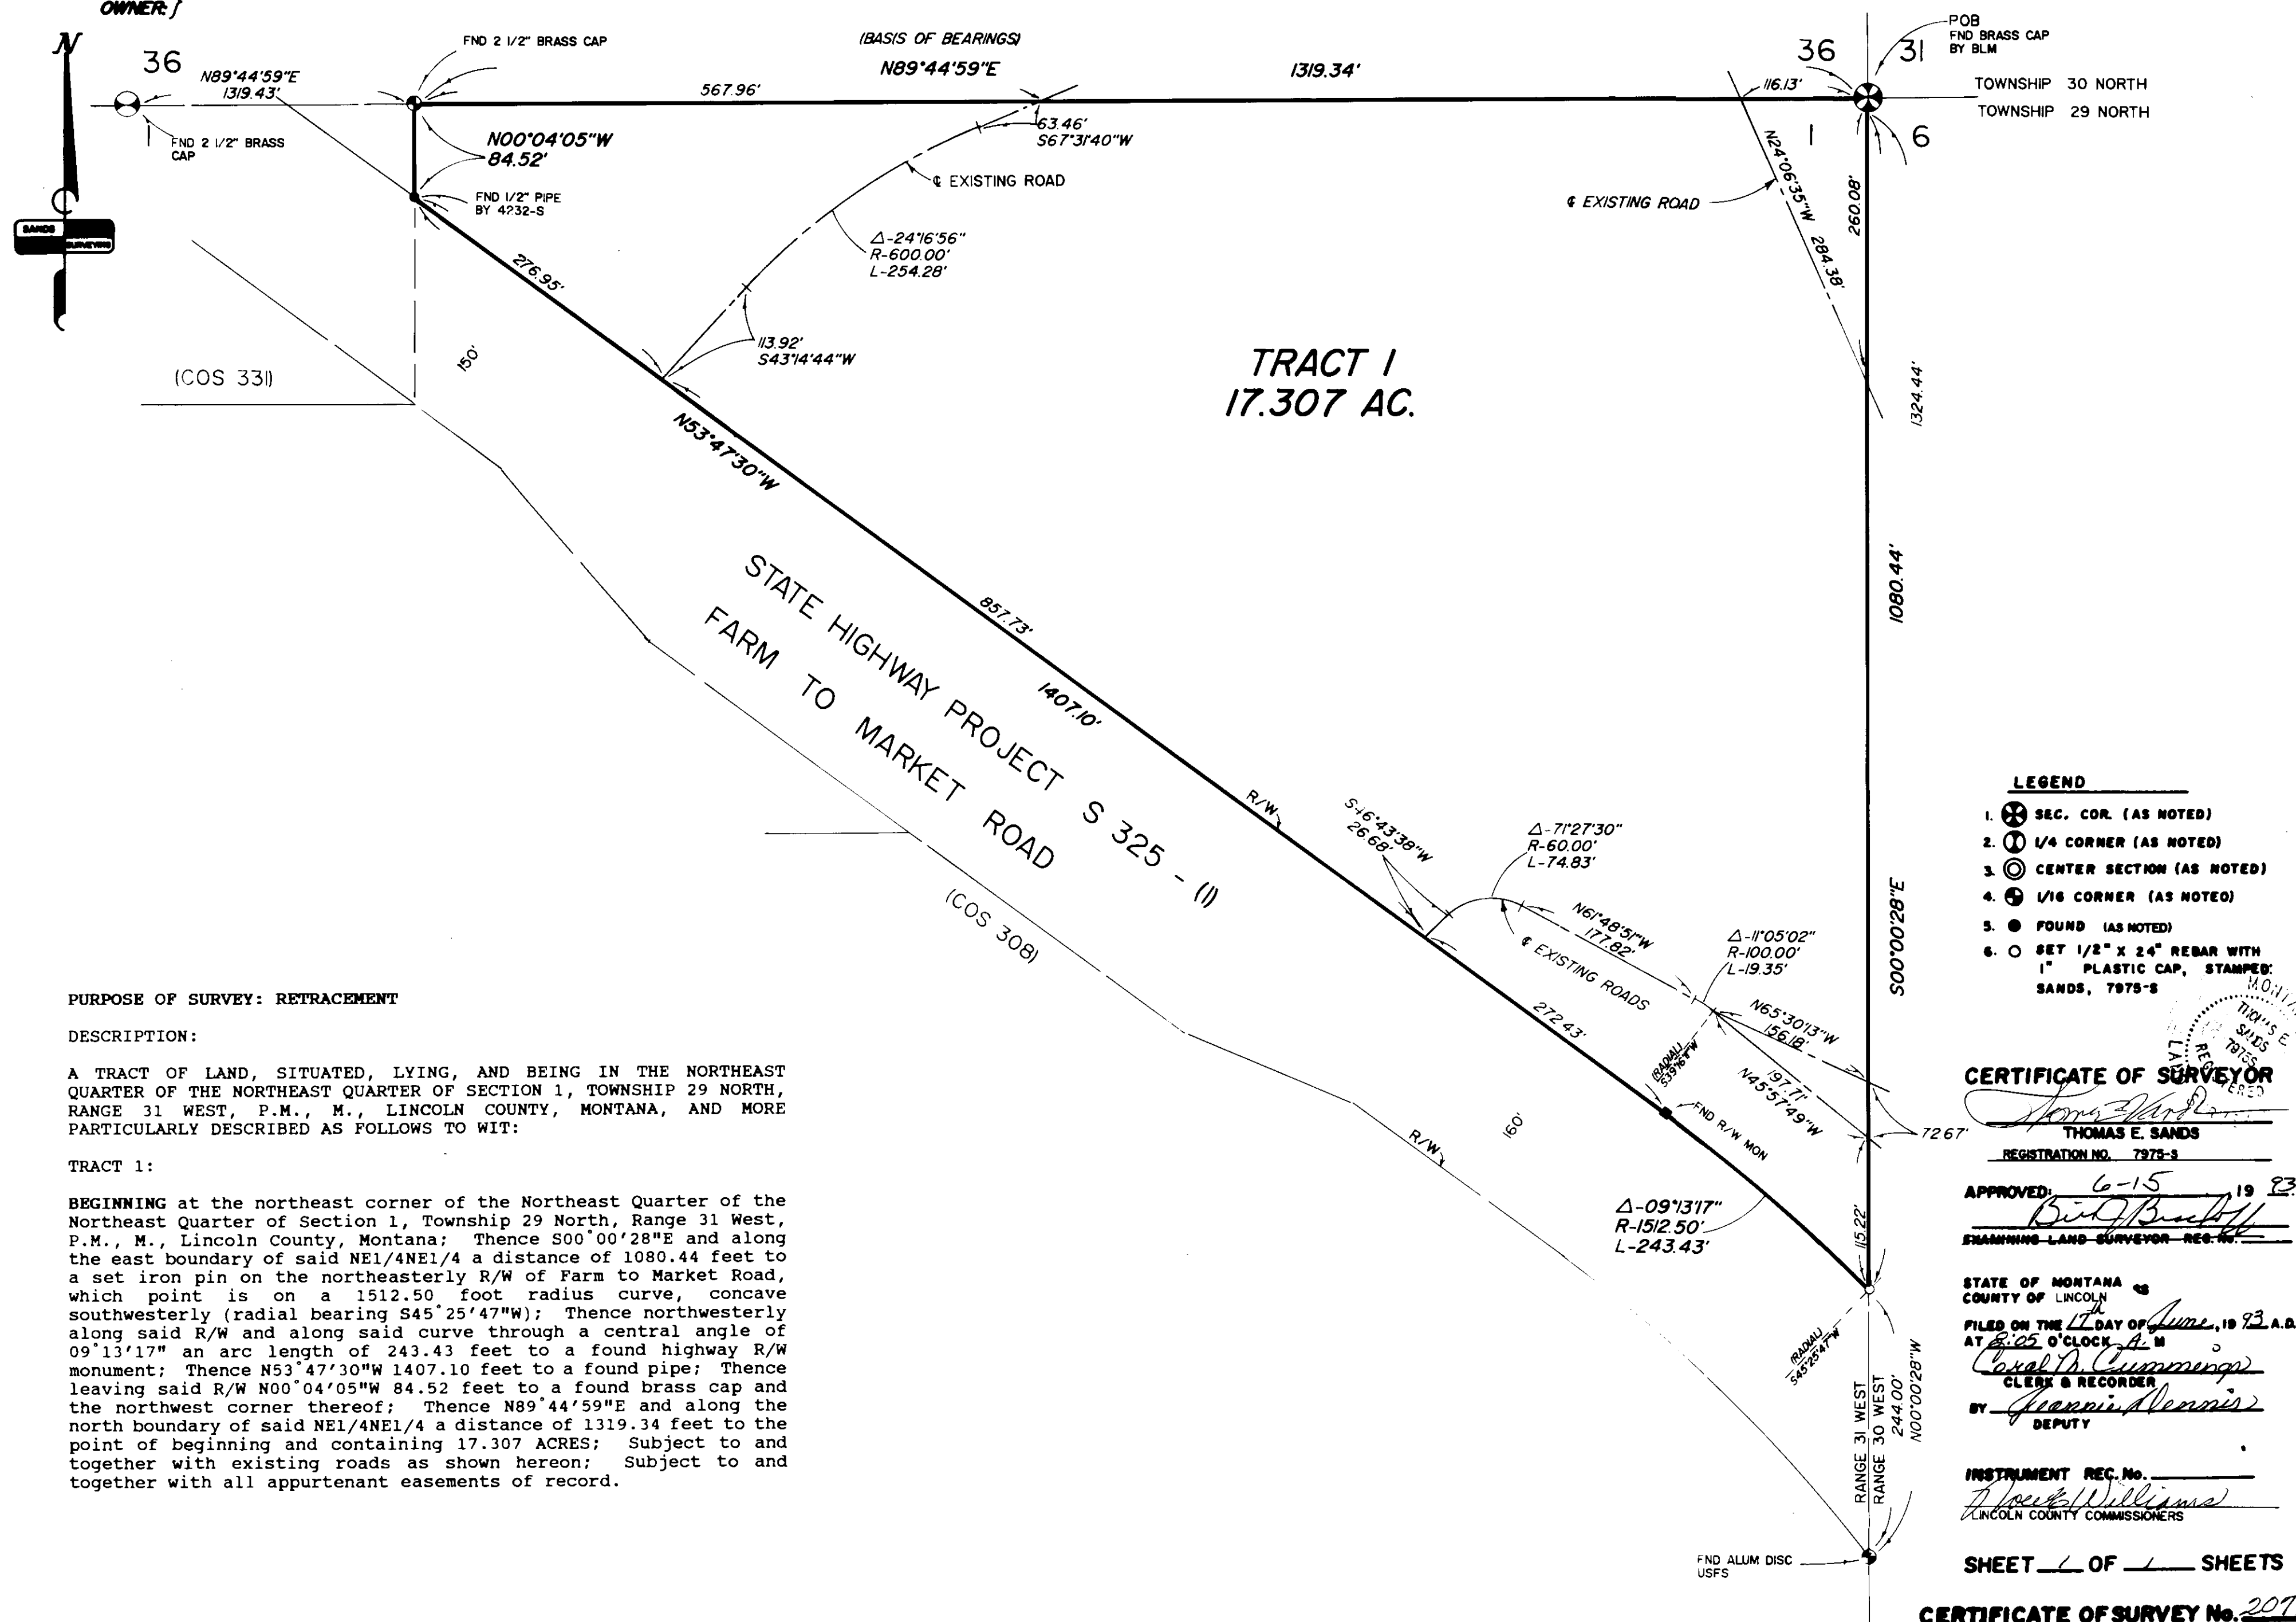 OWNER:
N
SANDS
SURVEYING
36
N89°44'59"E
1319.43'
1
FND 2 1/2" BRASS
CAP
FND 2 1/2" BRASS CAP
567.96'
(BASIS OF BEARINGS)
N89°44'59"E
1319.34'
116.13'
36
31
POB
FND BRASS CAP
BY BLM
TOWNSHIP 30 NORTH
TOWNSHIP 29 NORTH
1
6
N00°04'05"W
84.52'
FND 1/2" PIPE
BY 4232-S
63.46'
S67°31'40"W
℄ EXISTING ROAD
Δ-24°16'56"
R-600.00'
L-254.28'
113.92'
S43°14'44"W
℄ EXISTING ROAD
N24°06'35"W 284.38'
260.08'
1324.44'
276.95'
(COS 331)
150'
N53°47'30"W
TRACT 1
17.307 AC.
1080.44'
S00°00'28"E
857.73'
1407.10'
STATE HIGHWAY PROJECT S 325 - (1)
FARM TO MARKET ROAD
(COS 308)
R/W
S46°43'38"W
26.68'
Δ-71°27'30"
R-60.00'
L-74.83'
N61°48'51"W
177.82'
℄ EXISTING ROADS
Δ-11°05'02"
R-100.00'
L-19.35'
N65°30'13"W
156.18'
272.43'
(RADIAL)
197.71'
N45°57'49"W
FND R/W MON
72.67'
115.22'
Δ-09°13'17"
R-1512.50'
L-243.43'
(RADIAL)
S45°25'47"W
R/W
160'
RANGE 31 WEST
RANGE 30 WEST
244.00'
N00°00'28"W
FND ALUM DISC
USFS
PURPOSE OF SURVEY: RETRACEMENT
DESCRIPTION:
A TRACT OF LAND, SITUATED, LYING, AND BEING IN THE NORTHEAST
QUARTER OF THE NORTHEAST QUARTER OF SECTION 1, TOWNSHIP 29 NORTH,
RANGE 31 WEST, P.M., M., LINCOLN COUNTY, MONTANA, AND MORE
PARTICULARLY DESCRIBED AS FOLLOWS TO WIT:
TRACT 1:
BEGINNING at the northeast corner of the Northeast Quarter of the
Northeast Quarter of Section 1, Township 29 North, Range 31 West,
P.M., M., Lincoln County, Montana; Thence S00°00'28"E and along
the east boundary of said NE1/4NE1/4 a distance of 1080.44 feet to
a set iron pin on the northeasterly R/W of Farm to Market Road,
which point is on a 1512.50 foot radius curve, concave
southwesterly (radial bearing S45°25'47"W); Thence northwesterly
along said R/W and along said curve through a central angle of
09°13'17" an arc length of 243.43 feet to a found highway R/W
monument; Thence N53°47'30"W 1407.10 feet to a found pipe; Thence
leaving said R/W N00°04'05"W 84.52 feet to a found brass cap and
the northwest corner thereof; Thence N89°44'59"E and along the
north boundary of said NE1/4NE1/4 a distance of 1319.34 feet to the
point of beginning and containing 17.307 ACRES; Subject to and
together with existing roads as shown hereon; Subject to and
together with all appurtenant easements of record.
LEGEND
1. SEC. COR. (AS NOTED)
2. 1/4 CORNER (AS NOTED)
3. CENTER SECTION (AS NOTED)
4. 1/16 CORNER (AS NOTED)
5. FOUND (AS NOTED)
6. SET 1/2" X 24" REBAR WITH
1" PLASTIC CAP, STAMPED:
SANDS, 7975-S
THOMAS E.
SANDS
7975S
REGISTERED
LAND
CERTIFICATE OF SURVEYOR
THOMAS E. SANDS
REGISTRATION NO. 7975-S
APPROVED: 6-15, 19 93
EXAMINING LAND SURVEYOR REG. No.
STATE OF MONTANA
COUNTY OF LINCOLN SS
FILED ON THE 17th DAY OF June, 19 93 A.D.
AT 8:05 O'CLOCK A. M
Coral M. Cummings
CLERK & RECORDER
BY Jeannie Dennis
DEPUTY
INSTRUMENT REC. No.
LINCOLN COUNTY COMMISSIONERS
SHEET 1 OF 1 SHEETS
CERTIFICATE OF SURVEY No. 207